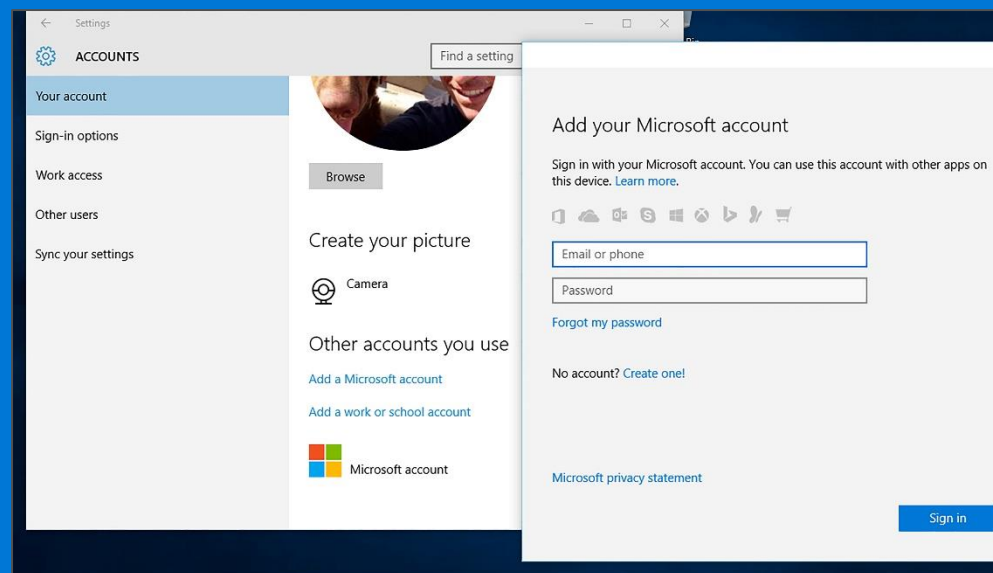 Settings
ACCOUNTS
Find a setting
Your account
Sign-in options
Work access
Other users
Sync your settings
Browse
Create your picture
Camera
Other accounts you use
Add a Microsoft account
Add a work or school account
Microsoft account
Add your Microsoft account
Sign in with your Microsoft account. You can use this account with other apps on
this device. Learn more.
Email or phone
Password
Forgot my password
No account? Create one!
Microsoft privacy statement
Sign in